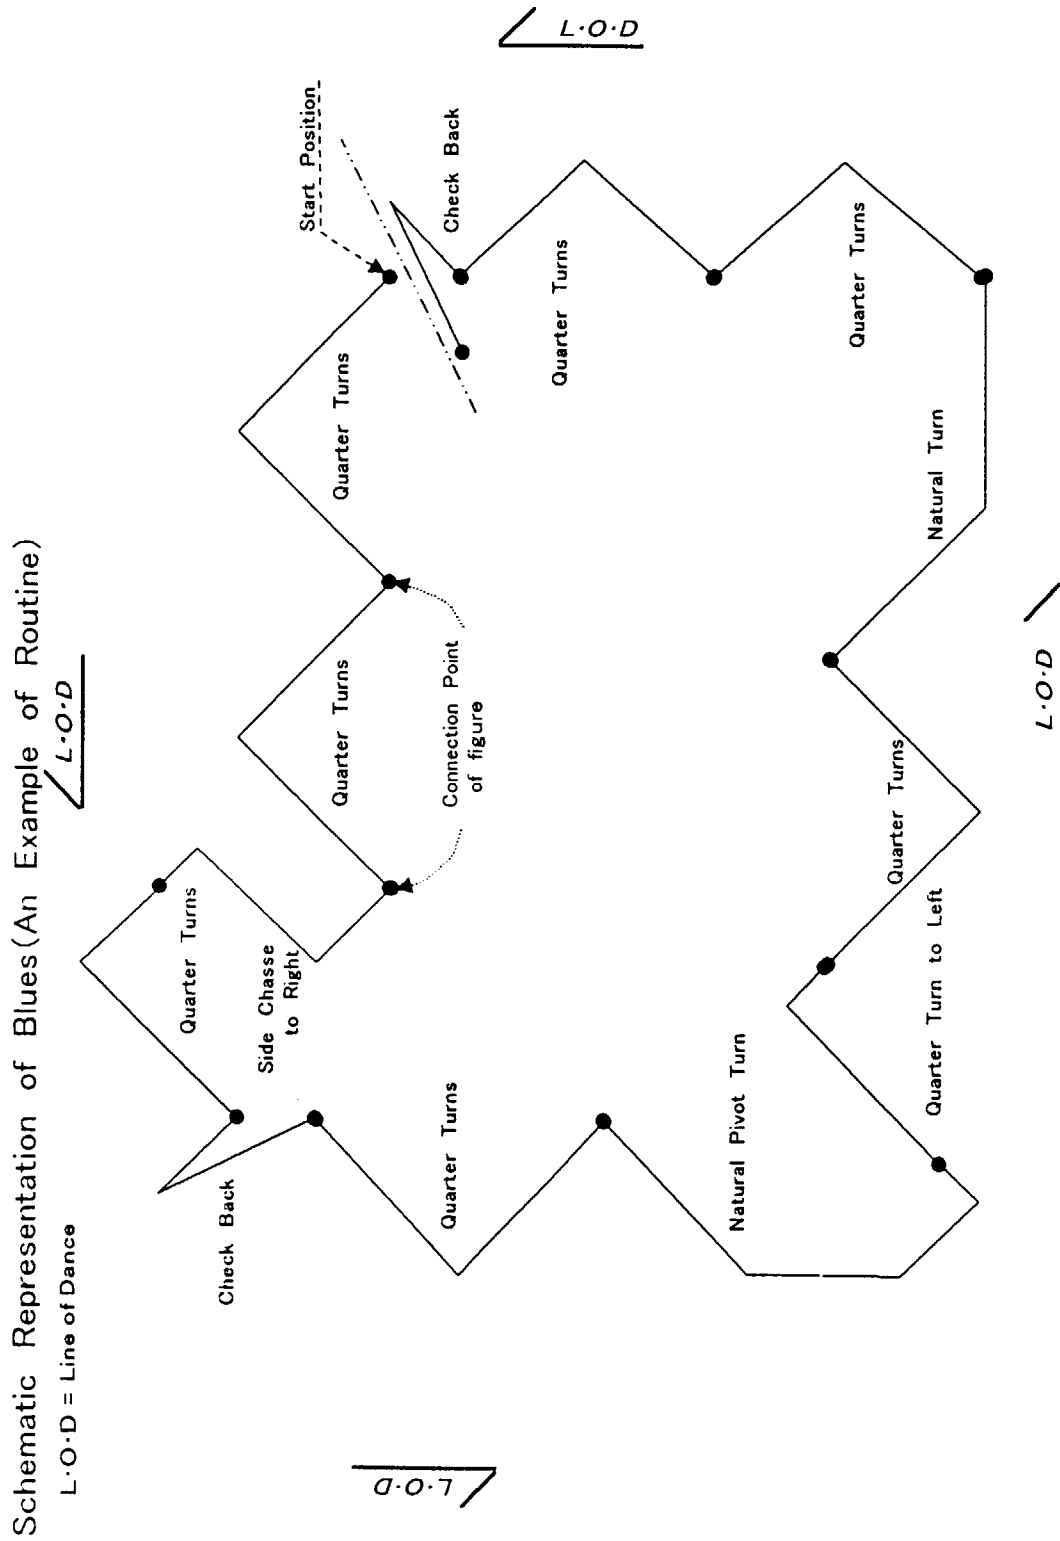 Schematic Representation of Blues(An Example of Routine)
L·O·D = Line of Dance
L·O·D
L·O·D
L·O·D
L·O·D
Start Position
Check Back
Quarter Turns
Quarter Turns
Connection Point
of figure
Side Chasse
to Right
Quarter Turns
Check Back
Quarter Turns
Natural Pivot Turn
Quarter Turn to Left
Quarter Turns
Natural Turn
Quarter Turns
Quarter Turns